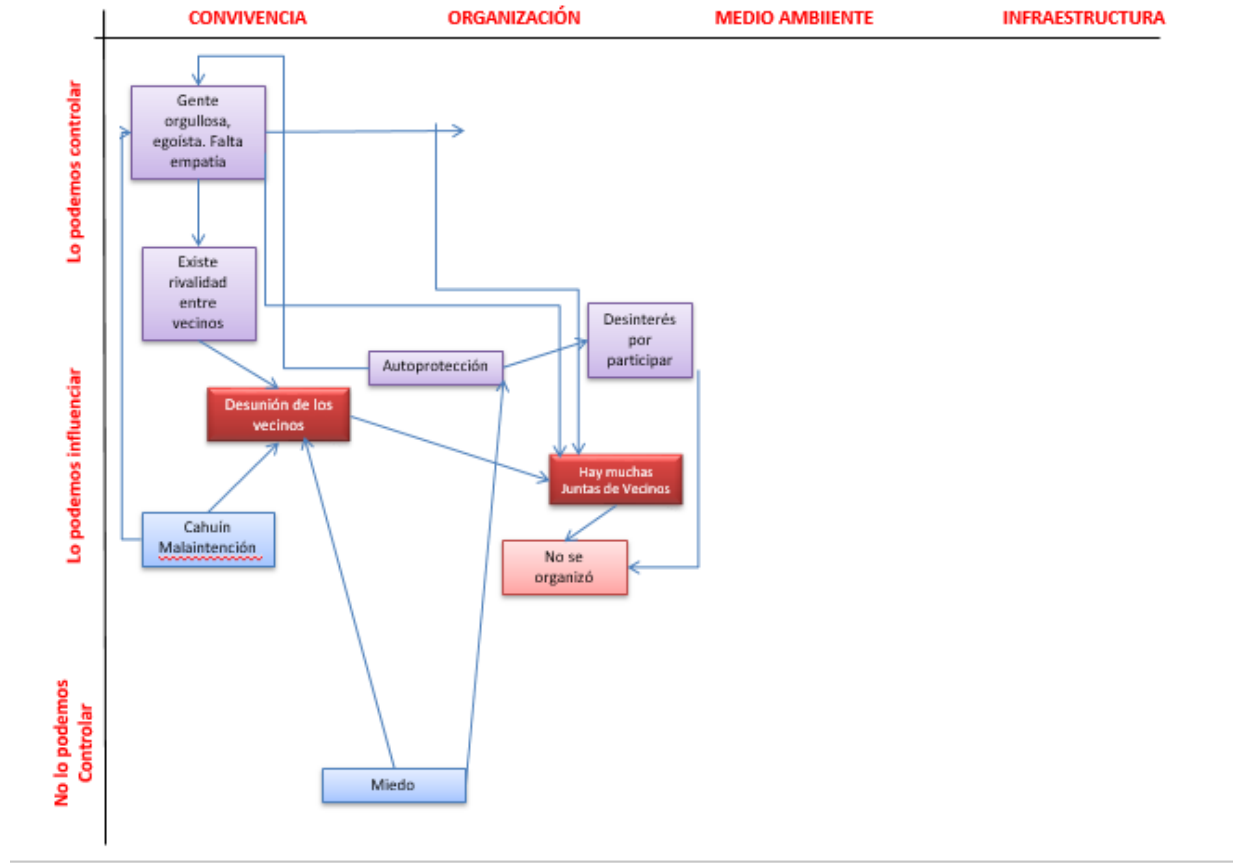 CONVIVENCIA
ORGANIZACIÓN
MEDIO AMBIIENTE
INFRAESTRUCTURA
Lo podemos controlar
Gente
orgullosa,
egoísta. Falta
empatía
Existe
rivalidad
entre
vecinos
Desinterés
por
participar
Autoprotección
Lo podemos influenciar
Desunión de los
vecinos
Hay muchas
Juntas de Vecinos
Cahuín
Malaintención
No se
organizó
No lo podemos
Controlar
Miedo